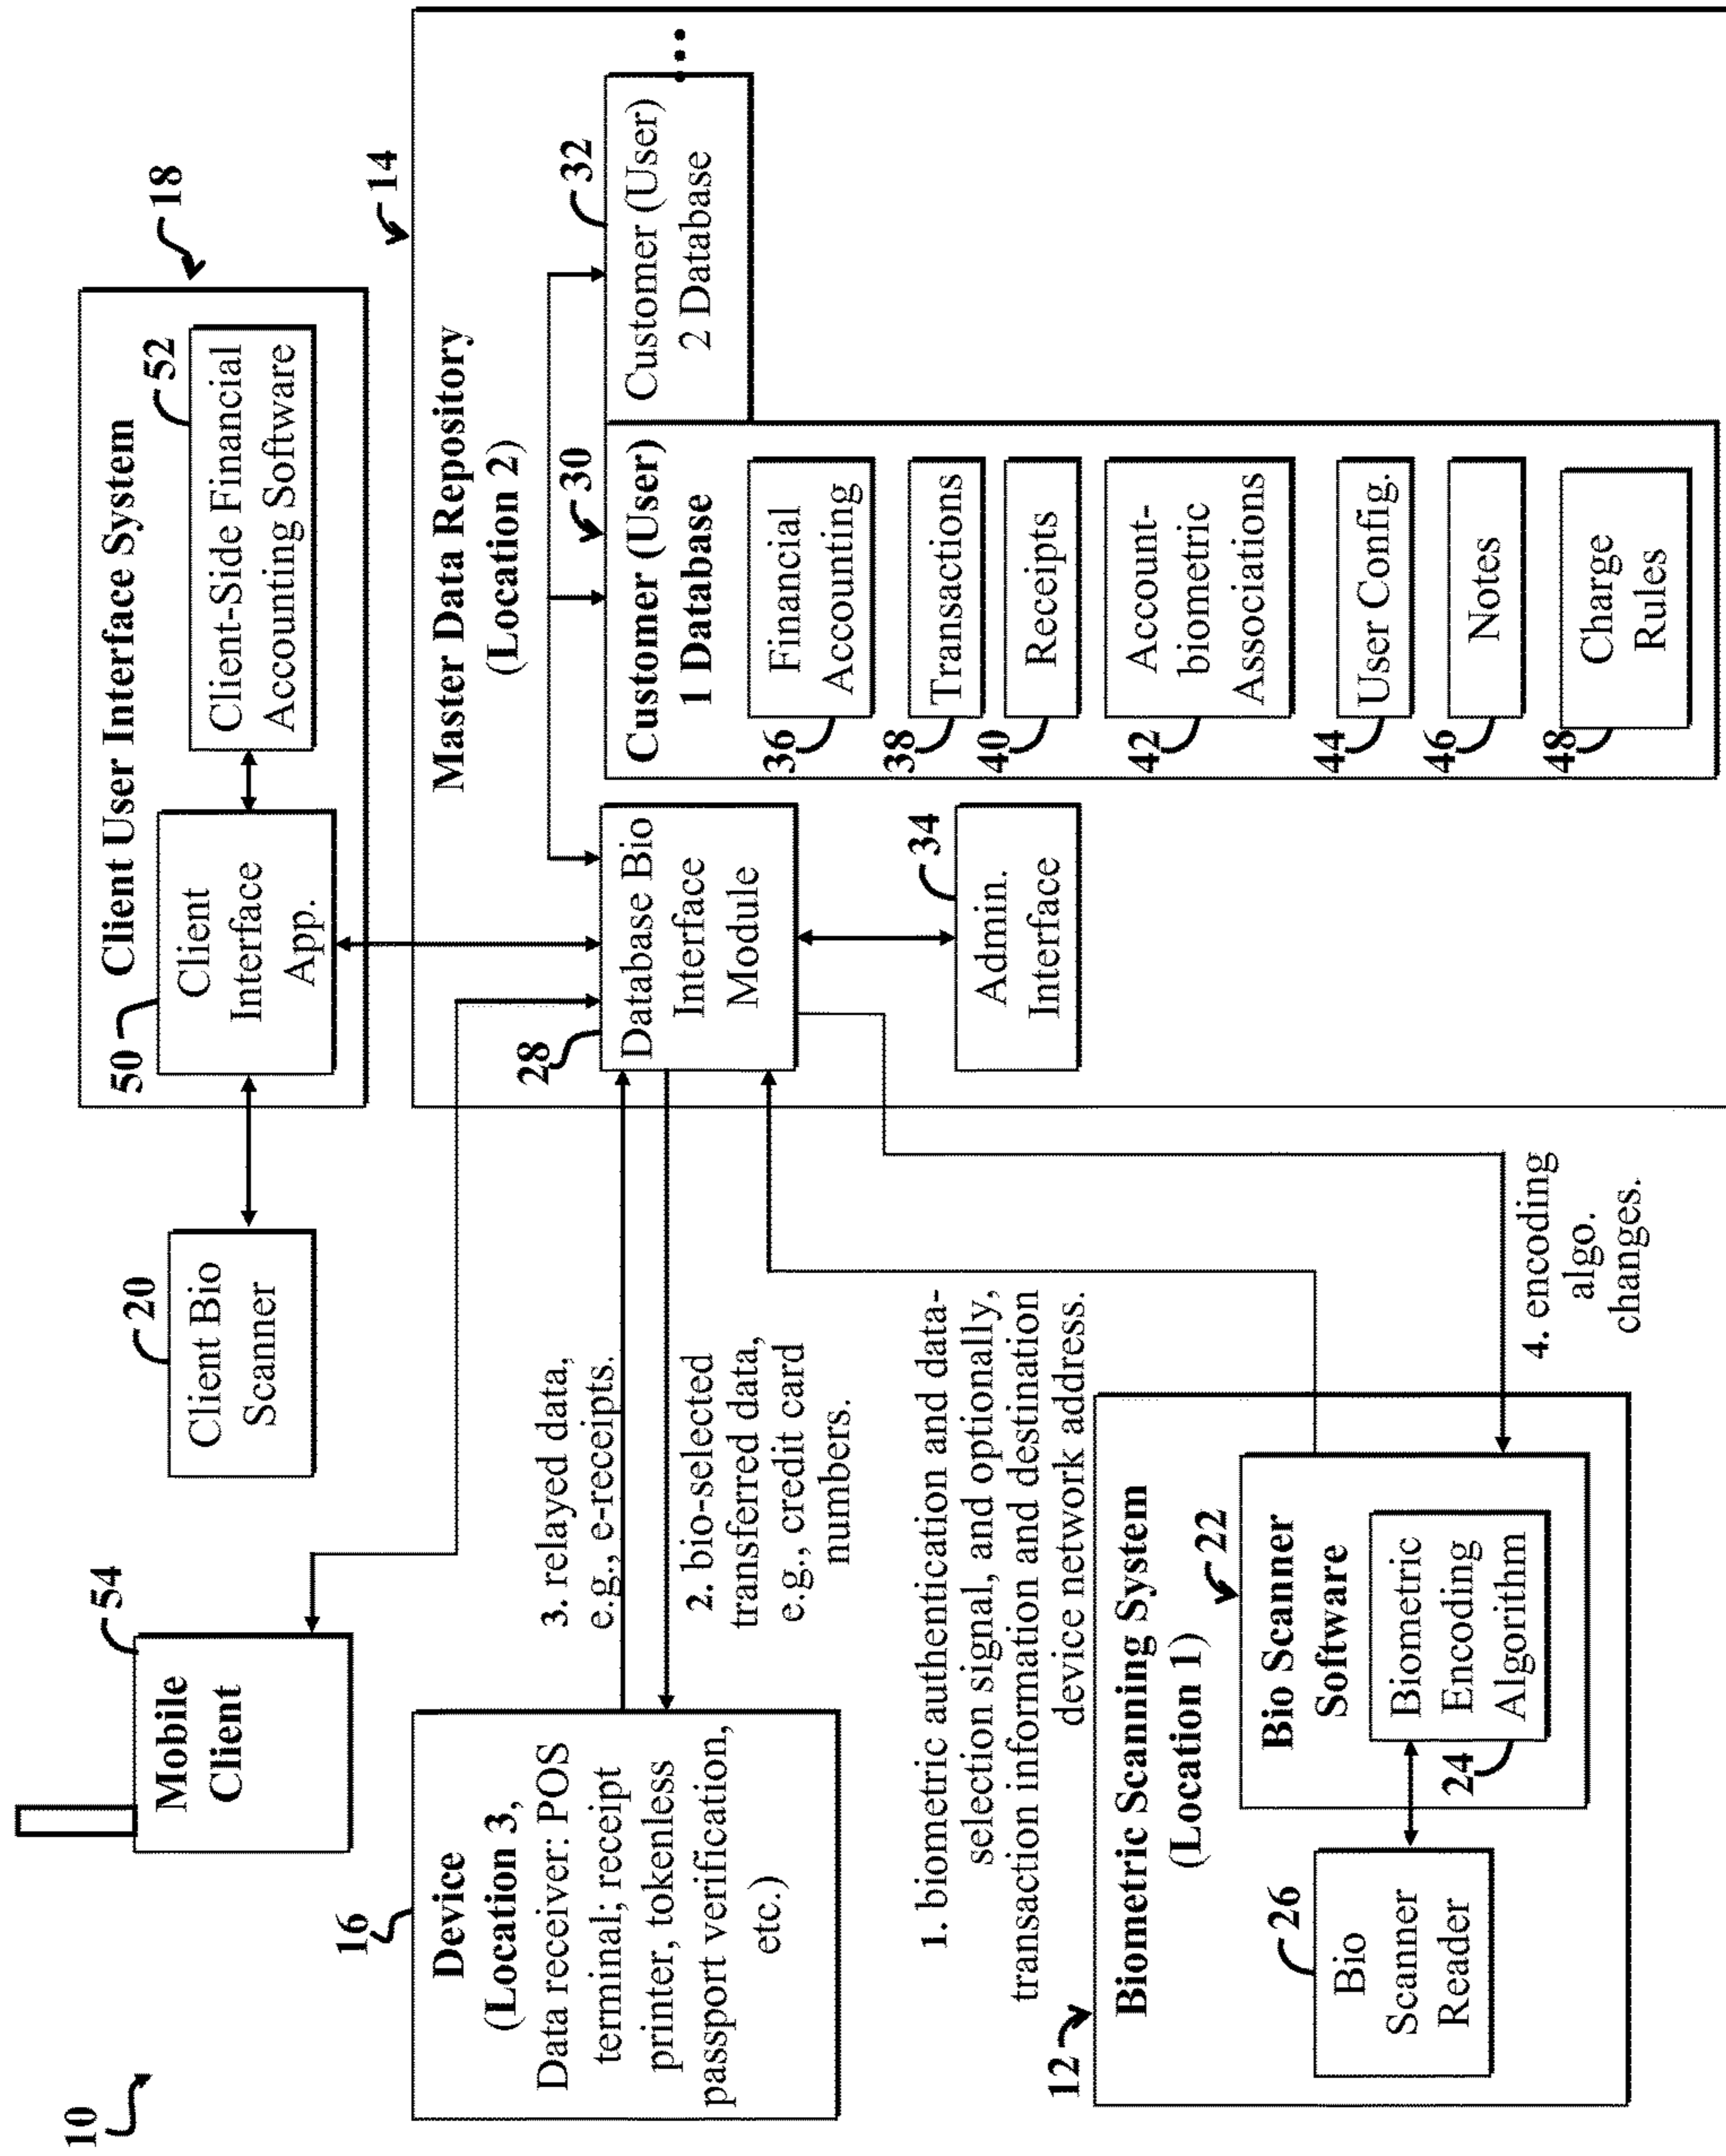 10
54
Mobile
Client
20
Client Bio
Scanner
Client User Interface System
18
50
Client
Interface
App.
52
Client-Side Financial
Accounting Software
16
Device
(Location 3,
Data receiver: POS
terminal; receipt
printer, tokenless
passport verification,
etc.)
3. relayed data,
e.g., e-receipts.
2. bio-selected
transferred data,
e.g., credit card
numbers.
14
Master Data Repository
(Location 2)
28
Database Bio
Interface
Module
34
Admin.
Interface
30
Customer (User)
1 Database
36
Financial
Accounting
38
Transactions
40
Receipts
42
Account-
biometric
Associations
44
User Config.
46
Notes
48
Charge
Rules
32
Customer (User)
2 Database
...
1. biometric authentication and data-
selection signal, and optionally,
transaction information and destination
device network address.
12
Biometric Scanning System
(Location 1)
26
Bio
Scanner
Reader
22
Bio Scanner
Software
24
Biometric
Encoding
Algorithm
4. encoding
algo.
changes.